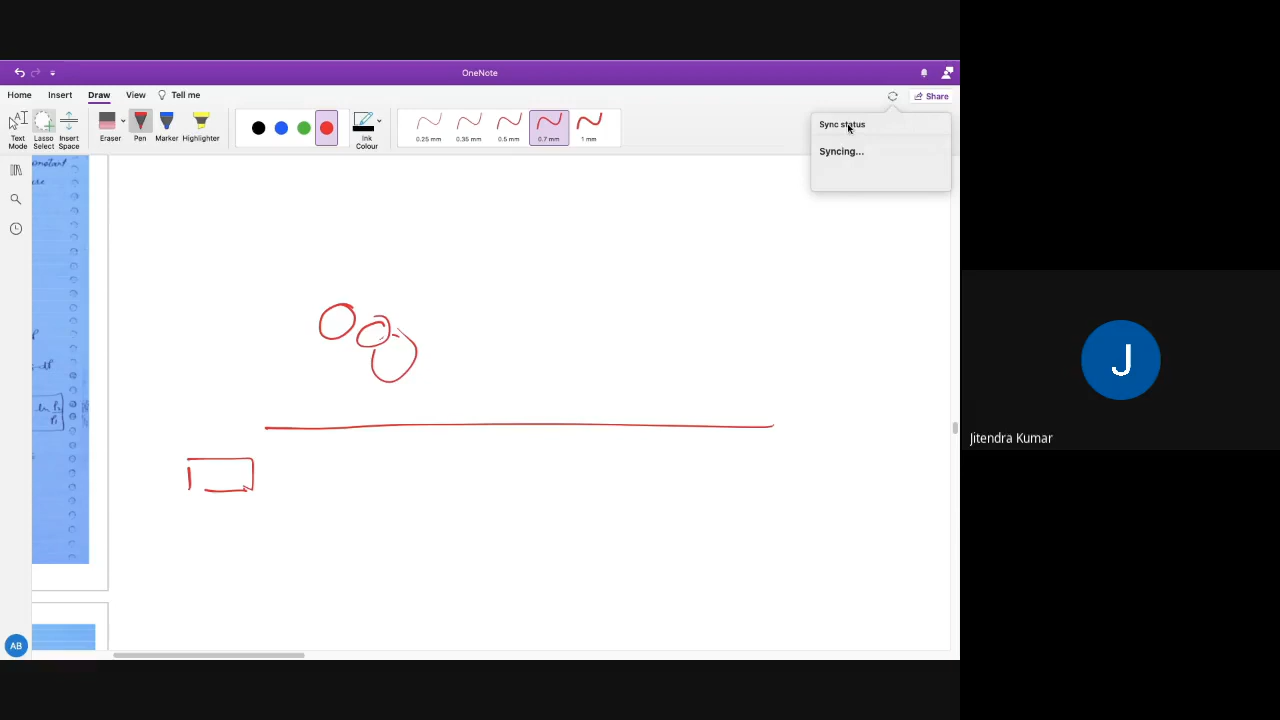 OneNote
Home Insert Draw View Tell me
Share
Text Mode
Lasso Select
Insert Space
Eraser
Pen
Marker
Highlighter
Ink Colour
0.25 mm
0.35 mm
0.5 mm
0.7 mm
1 mm
Sync status
Syncing...
J
Jitendra Kumar
AB